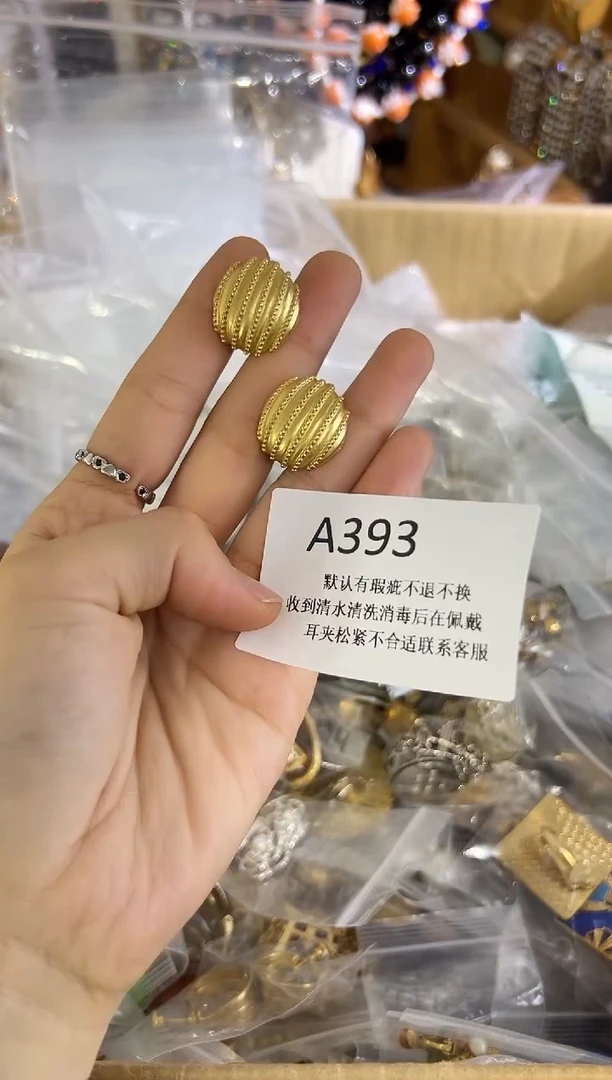 A393
默认有瑕疵不退不换
收到清水清洗消毒后在佩戴
耳夹松紧不合适联系客服